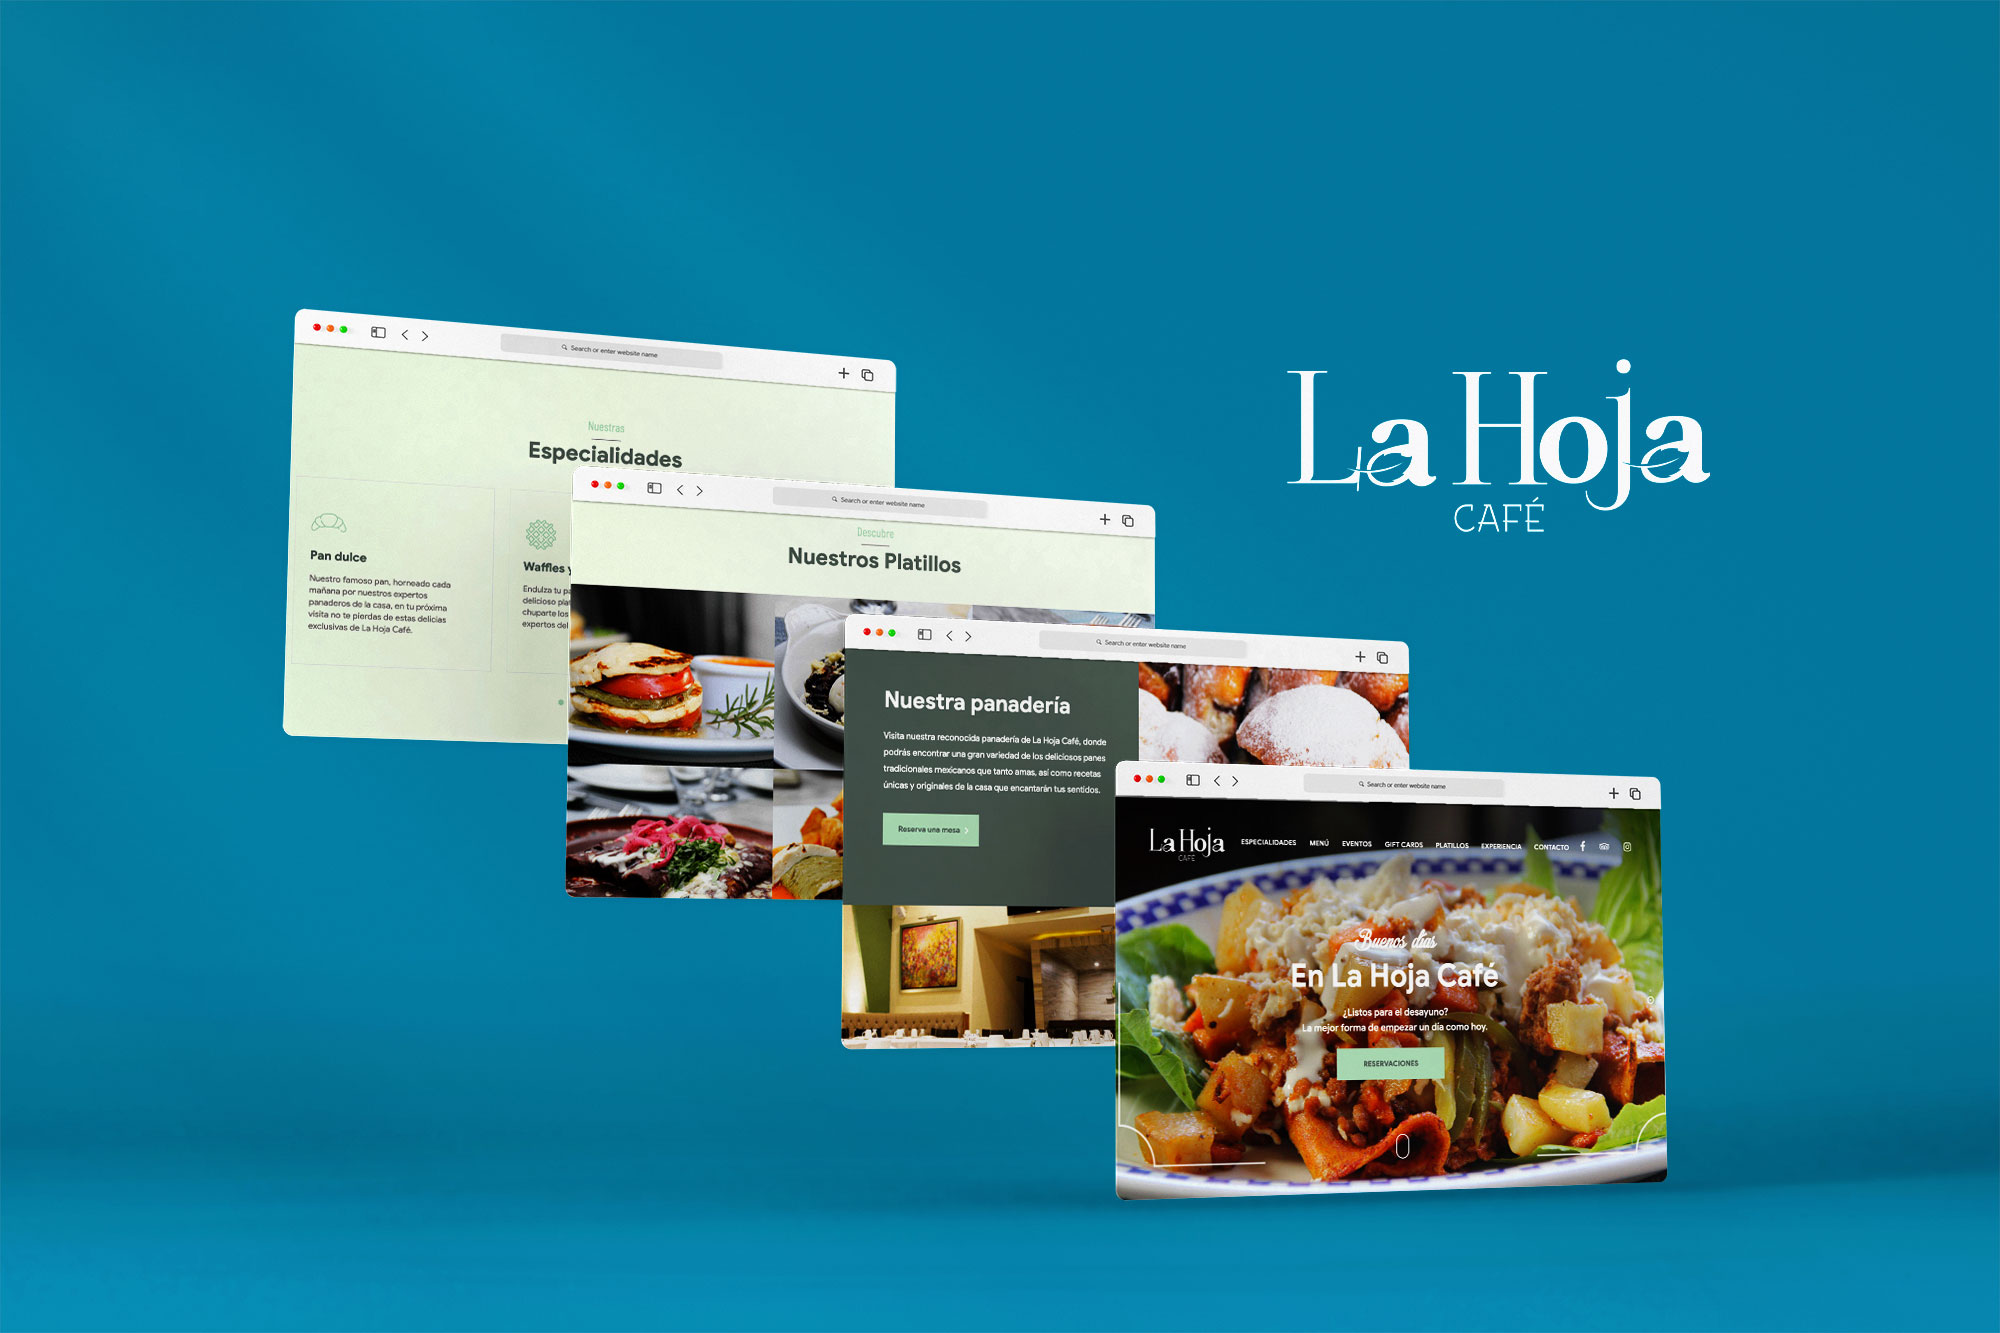 La Hoja
CAFÉ
Search or enter website name
Nuestras
Especialidades
Pan dulce
Nuestro famoso pan, horneado cada
mañana por nuestros expertos
panaderos de la casa, en tu próxima
visita no te pierdas de estas delicias
exclusivas de La Hoja Café.
Waffles y
Endulza tu pa
delicioso plat
chuparte los
expertos del
Search or enter website name
Descubre
Nuestros Platillos
Search or enter website name
Nuestra panadería
Visita nuestra reconocida panadería de La Hoja Café, donde
podrás encontrar una gran variedad de los deliciosos panes
tradicionales mexicanos que tanto amas, así como recetas
únicas y originales de la casa que encantarán tus sentidos.
Reserva una mesa
Search or enter website name
La Hoja
CAFÉ
ESPECIALIDADES MENÚ EVENTOS GIFT CARDS PLATILLOS EXPERIENCIA CONTACTO
Buenos días
En La Hoja Café
¿Listos para el desayuno?
La mejor forma de empezar un día como hoy.
RESERVACIONES